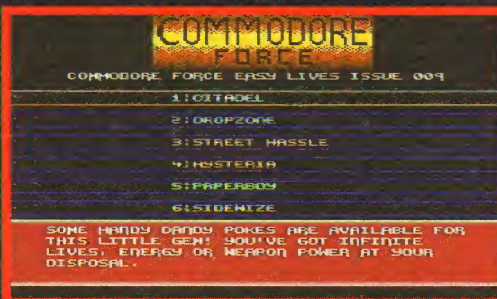 COMMODORE
FORCE
COMMODORE FORCE EASY LIVES ISSUE 009
1:CITADEL
2:DROPZONE
3:STREET HASSLE
4:HYSTERIA
5:PAPERBOY
6:SIDEWIZE
SOME HANDY DANDY POKES ARE AVAILABLE FOR
THIS LITTLE GEM! YOU'VE GOT INFINITE
LIVES, ENERGY OR WEAPON POWER AT YOUR
DISPOSAL.